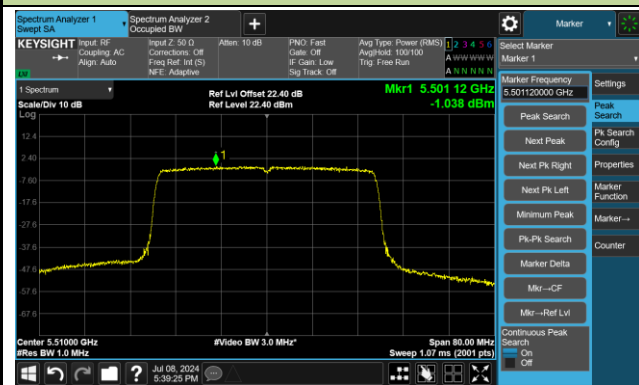 Spectrum Analyzer 1
Swept SA
Spectrum Analyzer 2
Occupied BW
+
Marker
KEYSIGHT
Input: RF
Coupling: AC
Align: Auto
Input Z: 50 Ω
Corrections: Off
Freq Ref: Int (S)
NFE: Adaptive
Atten: 10 dB
PNO: Fast
Gate: Off
IF Gain: Low
Sig Track: Off
Avg Type: Power (RMS)
Avg|Hold: 100/100
Trig: Free Run
1 2 3 4 5 6
A W W W W W
A N N N N N
Select Marker
Marker 1
1 Spectrum
Scale/Div 10 dB
Log
Ref Lvl Offset 22.40 dB
Ref Level 22.40 dBm
Mkr1 5.501 12 GHz
-1.038 dBm
12.4
2.40
-7.60
-17.6
-27.6
-37.6
-47.6
-57.6
-67.6
1
Center 5.51000 GHz
#Res BW 1.0 MHz
#Video BW 3.0 MHz*
Span 80.00 MHz
Sweep 1.07 ms (2001 pts)
Marker Frequency
5.501120000 GHz
Peak Search
Next Peak
Next Pk Right
Next Pk Left
Minimum Peak
Pk-Pk Search
Marker Delta
Mkr→CF
Mkr→Ref Lvl
Continuous Peak
Search
On
Off
Settings
Peak
Search
Pk Search
Config
Properties
Marker
Function
Marker→
Counter
?
Jul 08, 2024
5:39:25 PM